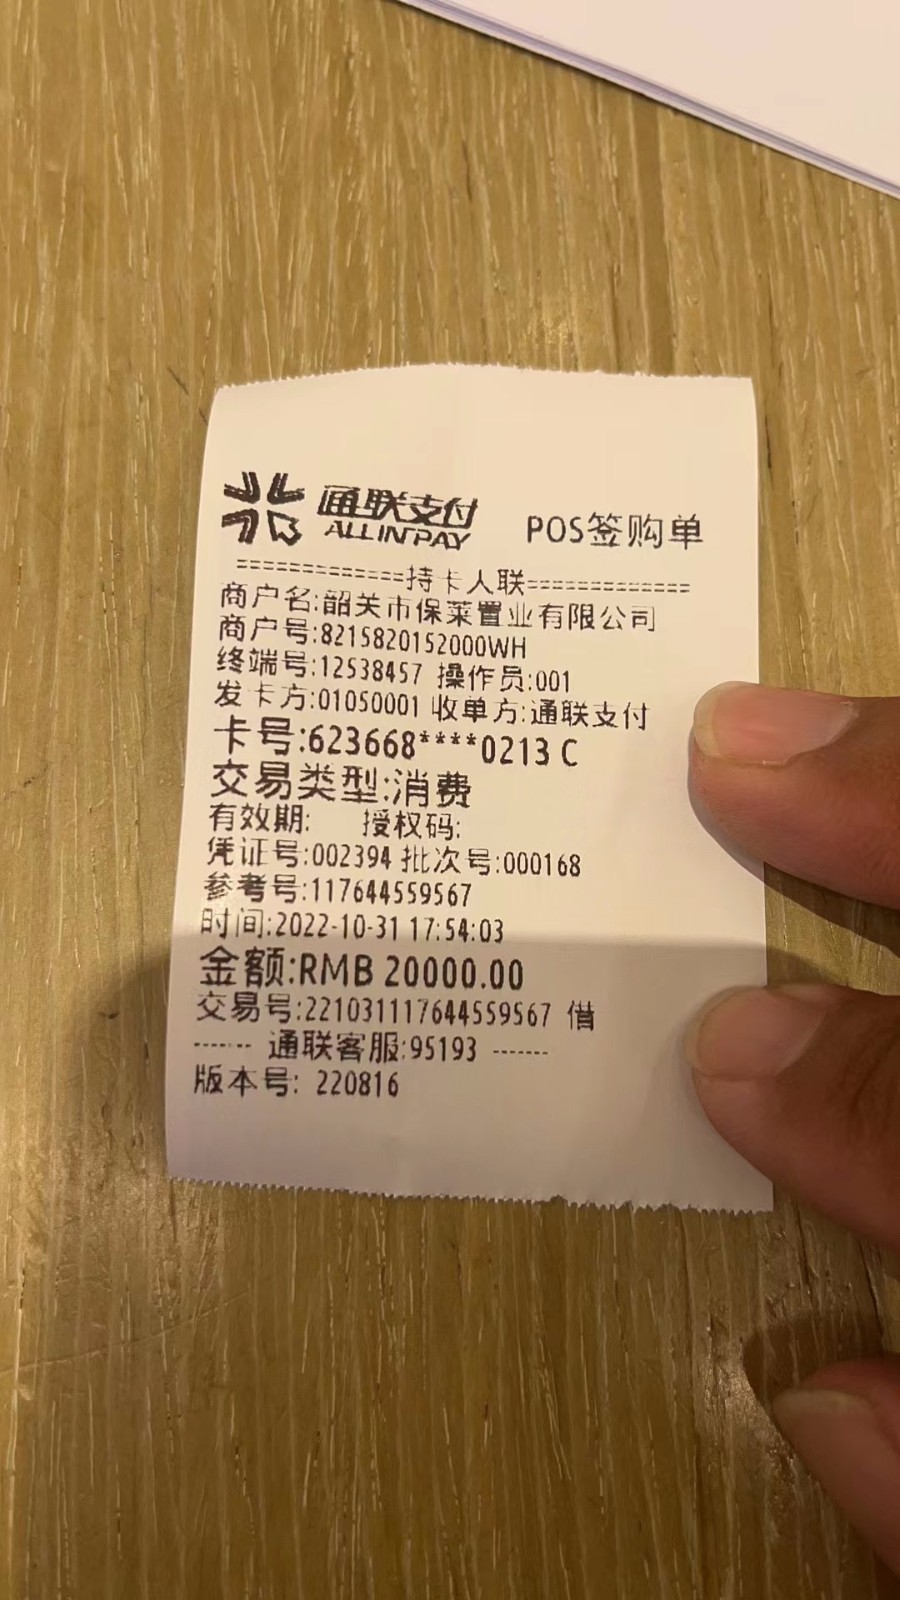 通联支付
ALLINPAY
POS签购单
=============持卡人联=============
商户名:韶关市保莱置业有限公司
商户号:8215820152000WH
终端号:12538457 操作员:001
发卡方:01050001 收单方:通联支付
卡号:623668****0213 C
交易类型:消费
有效期: 授权码:
凭证号:002394 批次号:000168
参考号:117644559567
时间:2022-10-31 17:54:03
金额:RMB 20000.00
交易号:221031117644559567 借
------ 通联客服:95193 ------
版本号: 220816